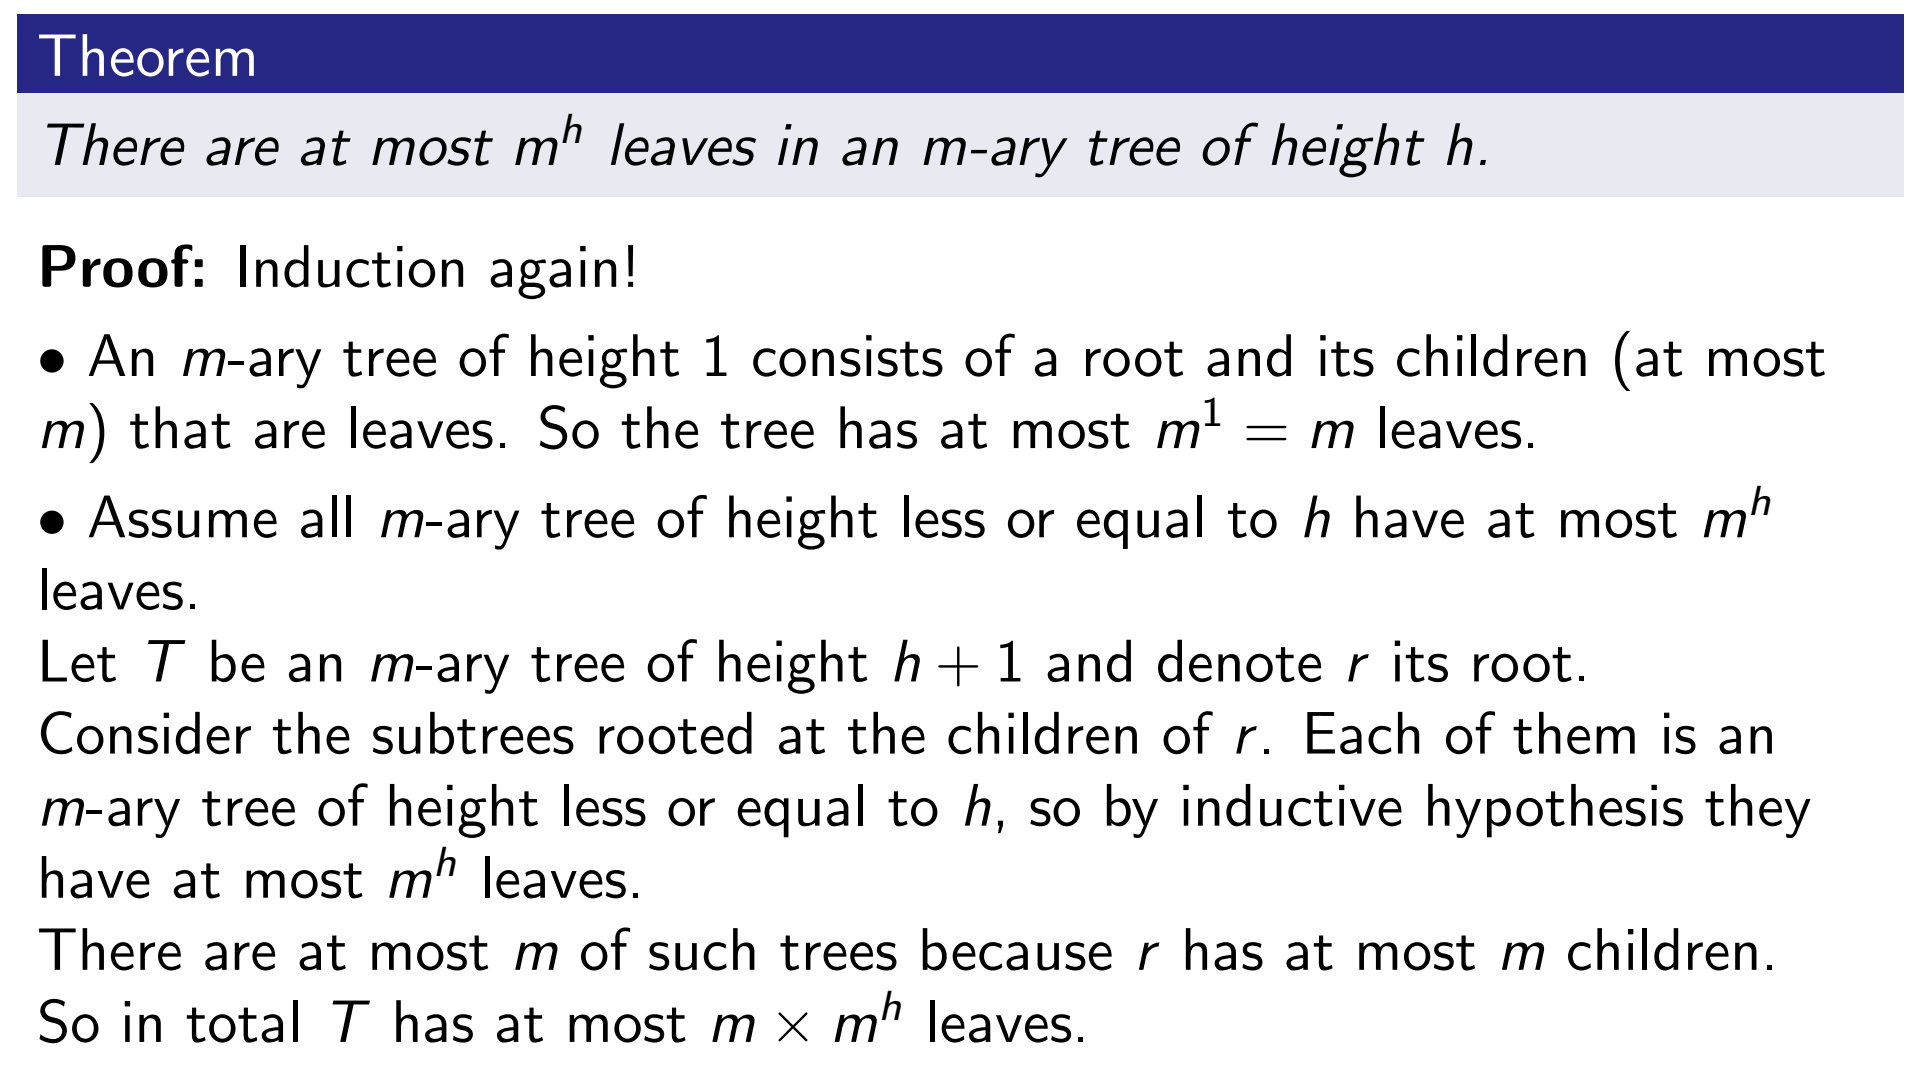 Theorem
There are at most m^h leaves in an m-ary tree of height h.
Proof: Induction again!
• An m-ary tree of height 1 consists of a root and its children (at most
m) that are leaves. So the tree has at most m^1 = m leaves.
• Assume all m-ary tree of height less or equal to h have at most m^h
leaves.
Let T be an m-ary tree of height h + 1 and denote r its root.
Consider the subtrees rooted at the children of r. Each of them is an
m-ary tree of height less or equal to h, so by inductive hypothesis they
have at most m^h leaves.
There are at most m of such trees because r has at most m children.
So in total T has at most m × m^h leaves.